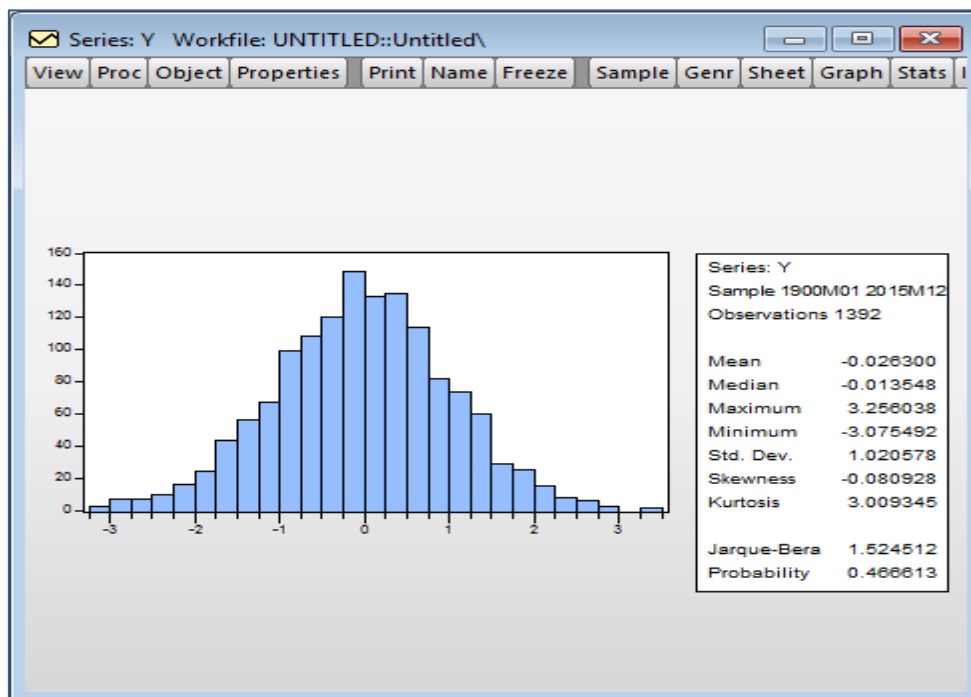 Series: Y Workfile: UNTITLED::Untitled\
View Proc Object Properties Print Name Freeze Sample Genr Sheet Graph Stats
160
140
120
100
80
60
40
20
0
-3 -2 -1 0 1 2 3
Series: Y
Sample 1900M01 2015M12
Observations 1392
Mean -0.026300
Median -0.013548
Maximum 3.256038
Minimum -3.075492
Std. Dev. 1.020578
Skewness -0.080928
Kurtosis 3.009345
Jarque-Bera 1.524512
Probability 0.466613